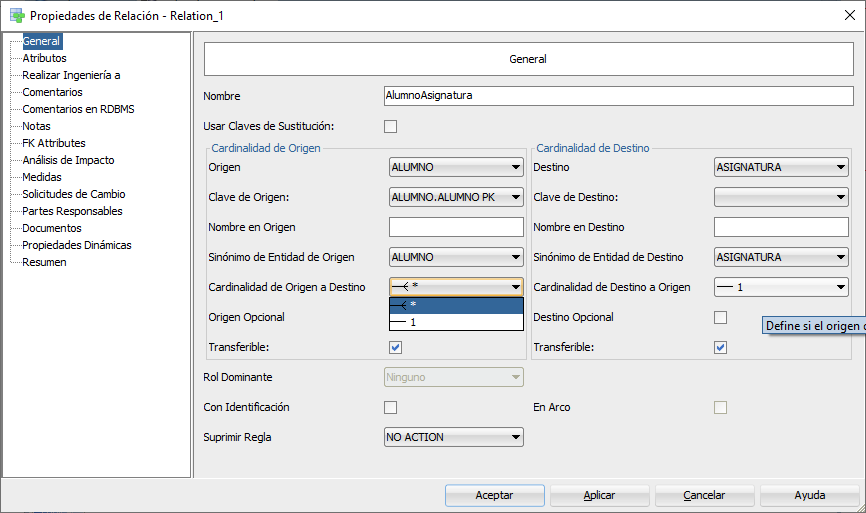 Propiedades de Relación - Relation_1
General
Atributos
Realizar Ingeniería a
Comentarios
Comentarios en RDBMS
Notas
FK Attributes
Análisis de Impacto
Medidas
Solicitudes de Cambio
Partes Responsables
Documentos
Propiedades Dinámicas
Resumen
General
Nombre AlumnoAsignatura
Usar Claves de Sustitución:
Cardinalidad de Origen
Origen ALUMNO
Clave de Origen: ALUMNO.ALUMNO PK
Nombre en Origen
Sinónimo de Entidad de Origen ALUMNO
Cardinalidad de Origen a Destino *
*
1
Origen Opcional
Transferible:
Cardinalidad de Destino
Destino ASIGNATURA
Clave de Destino:
Nombre en Destino
Sinónimo de Entidad de Destino ASIGNATURA
Cardinalidad de Destino a Origen 1
Destino Opcional
Define si el origen
Transferible:
Rol Dominante Ninguno
Con Identificación En Arco
Suprimir Regla NO ACTION
Aceptar Aplicar Cancelar Ayuda